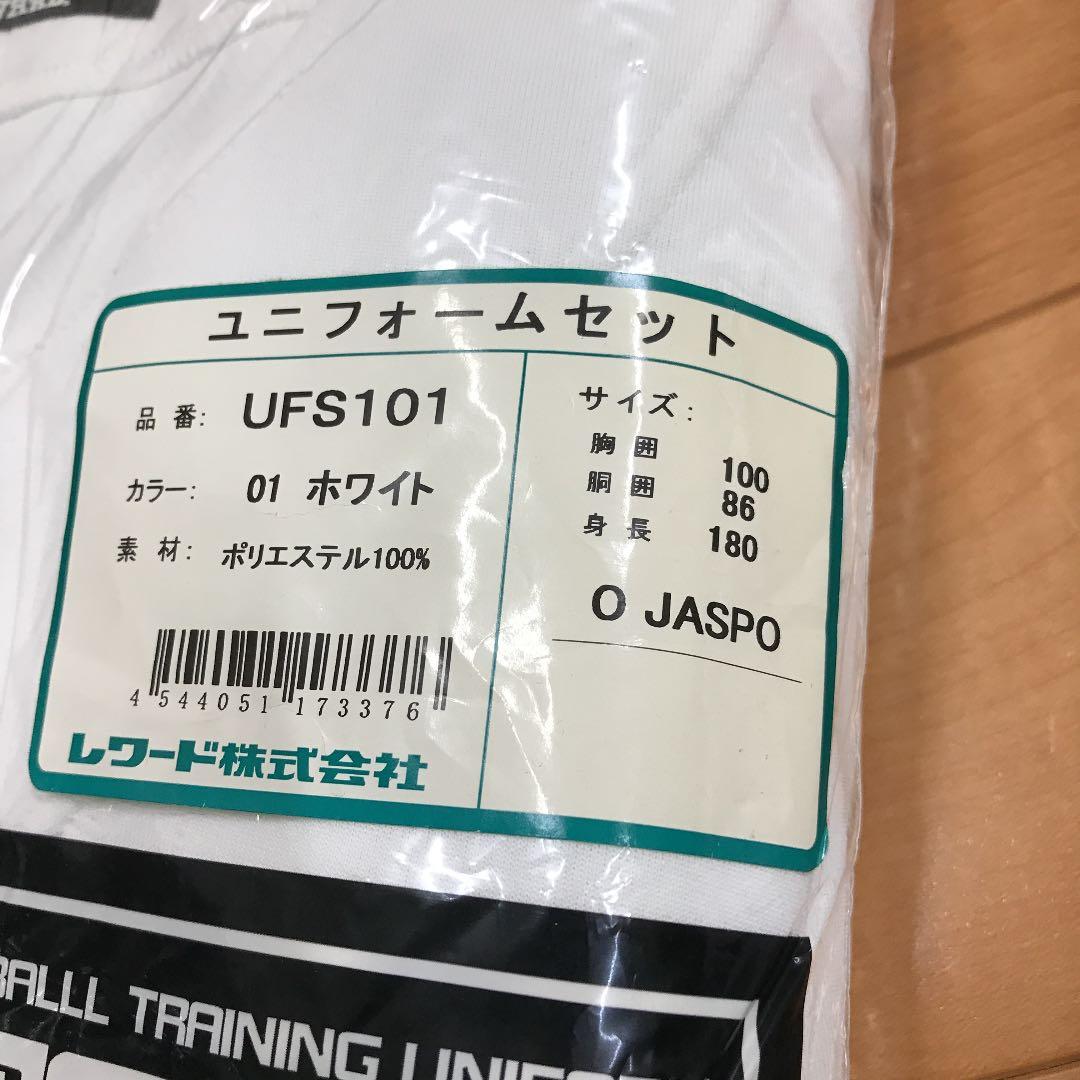 ユニフォームセット
品番: UFS101
カラー: 01 ホワイト
素材: ポリエステル100%
4 544051 173376
レワード株式会社
サイズ:
胸囲 100
胴囲 86
身長 180
O JASPO
BALLL TRAINING